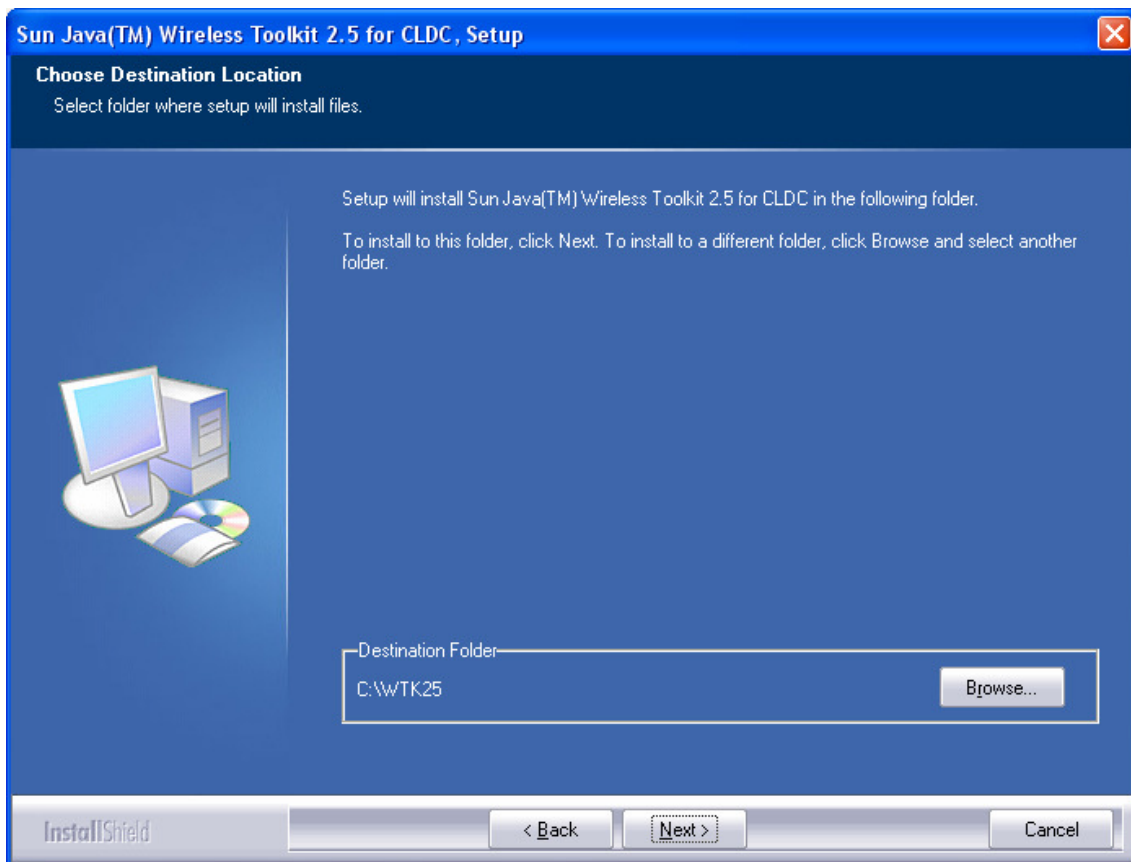 Sun Java(TM) Wireless Toolkit 2.5 for CLDC, Setup
Choose Destination Location
Select folder where setup will install files.
Setup will install Sun Java(TM) Wireless Toolkit 2.5 for CLDC in the following folder.
To install to this folder, click Next. To install to a different folder, click Browse and select another
folder.
Destination Folder
C:\WTK25
Browse...
InstallShield
< Back
Next >
Cancel